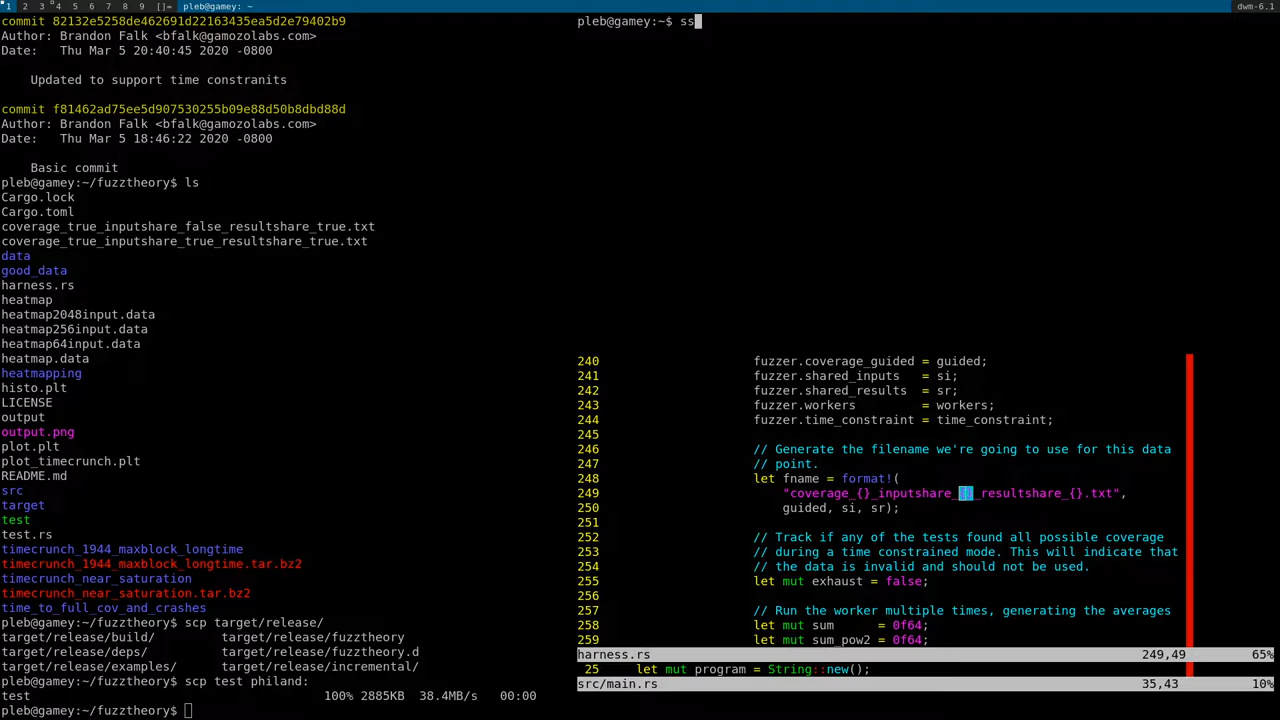 1 2 3 4 5 6 7 8 9 []= pleb@gamey: ~ dwm-6.1
commit 82132e5258de462691d22163435ea5d2e79402b9
Author: Brandon Falk <bfalk@gamozolabs.com>
Date:   Thu Mar 5 20:40:45 2020 -0800
Updated to support time constranits
commit f81462ad75ee5d907530255b09e88d50b8dbd88d
Author: Brandon Falk <bfalk@gamozolabs.com>
Date:   Thu Mar 5 18:46:22 2020 -0800
Basic commit
pleb@gamey:~/fuzztheory$ ls
Cargo.lock
Cargo.toml
coverage_true_inputshare_false_resultshare_true.txt
coverage_true_inputshare_true_resultshare_true.txt
data
good_data
harness.rs
heatmap
heatmap2048input.data
heatmap256input.data
heatmap64input.data
heatmap.data
heatmapping
histo.plt
LICENSE
output
output.png
plot.plt
plot_timecrunch.plt
README.md
src
target
test
test.rs
timecrunch_1944_maxblock_longtime
timecrunch_1944_maxblock_longtime.tar.bz2
timecrunch_near_saturation
timecrunch_near_saturation.tar.bz2
time_to_full_cov_and_crashes
pleb@gamey:~/fuzztheory$ scp target/release/
target/release/build/ target/release/fuzztheory
target/release/deps/ target/release/fuzztheory.d
target/release/examples/ target/release/incremental/
pleb@gamey:~/fuzztheory$ scp test philand:
test 100% 2885KB 38.4MB/s 00:00
pleb@gamey:~/fuzztheory$
pleb@gamey:~$ ss
240 fuzzer.coverage_guided = guided;
241 fuzzer.shared_inputs   = si;
242 fuzzer.shared_results  = sr;
243 fuzzer.workers         = workers;
244 fuzzer.time_constraint = time_constraint;
245
246 // Generate the filename we're going to use for this data
247 // point.
248 let fname = format!(
249 "coverage_{}_inputshare_{}_resultshare_{}.txt",
250 guided, si, sr);
251
252 // Track if any of the tests found all possible coverage
253 // during a time constrained mode. This will indicate that
254 // the data is invalid and should not be used.
255 let mut exhaust = false;
256
257 // Run the worker multiple times, generating the averages
258 let mut sum      = 0f64;
259 let mut sum_pow2 = 0f64;
harness.rs 249,49 65%
25 let mut program = String::new();
src/main.rs 35,43 10%